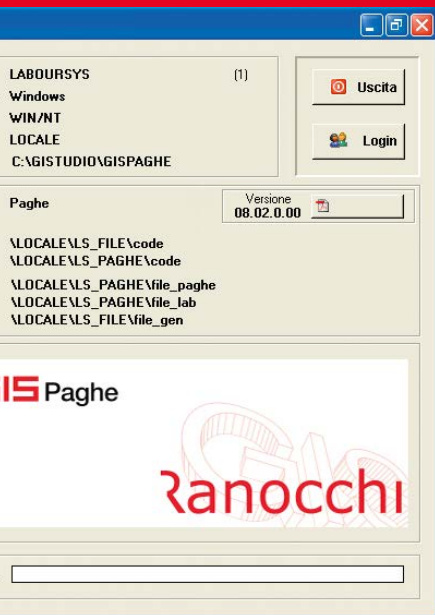 LABOURSYS (1)
Windows
WIN/NT
LOCALE
C:\GISTUDIO\GISPAGHE
Uscita
Login
Paghe
Versione
08.02.0.00
\LOCALE\LS_FILE\code
\LOCALE\LS_PAGHE\code
\LOCALE\LS_PAGHE\file_paghe
\LOCALE\LS_PAGHE\file_lab
\LOCALE\LS_FILE\file_gen
IS Paghe
Ranocchi